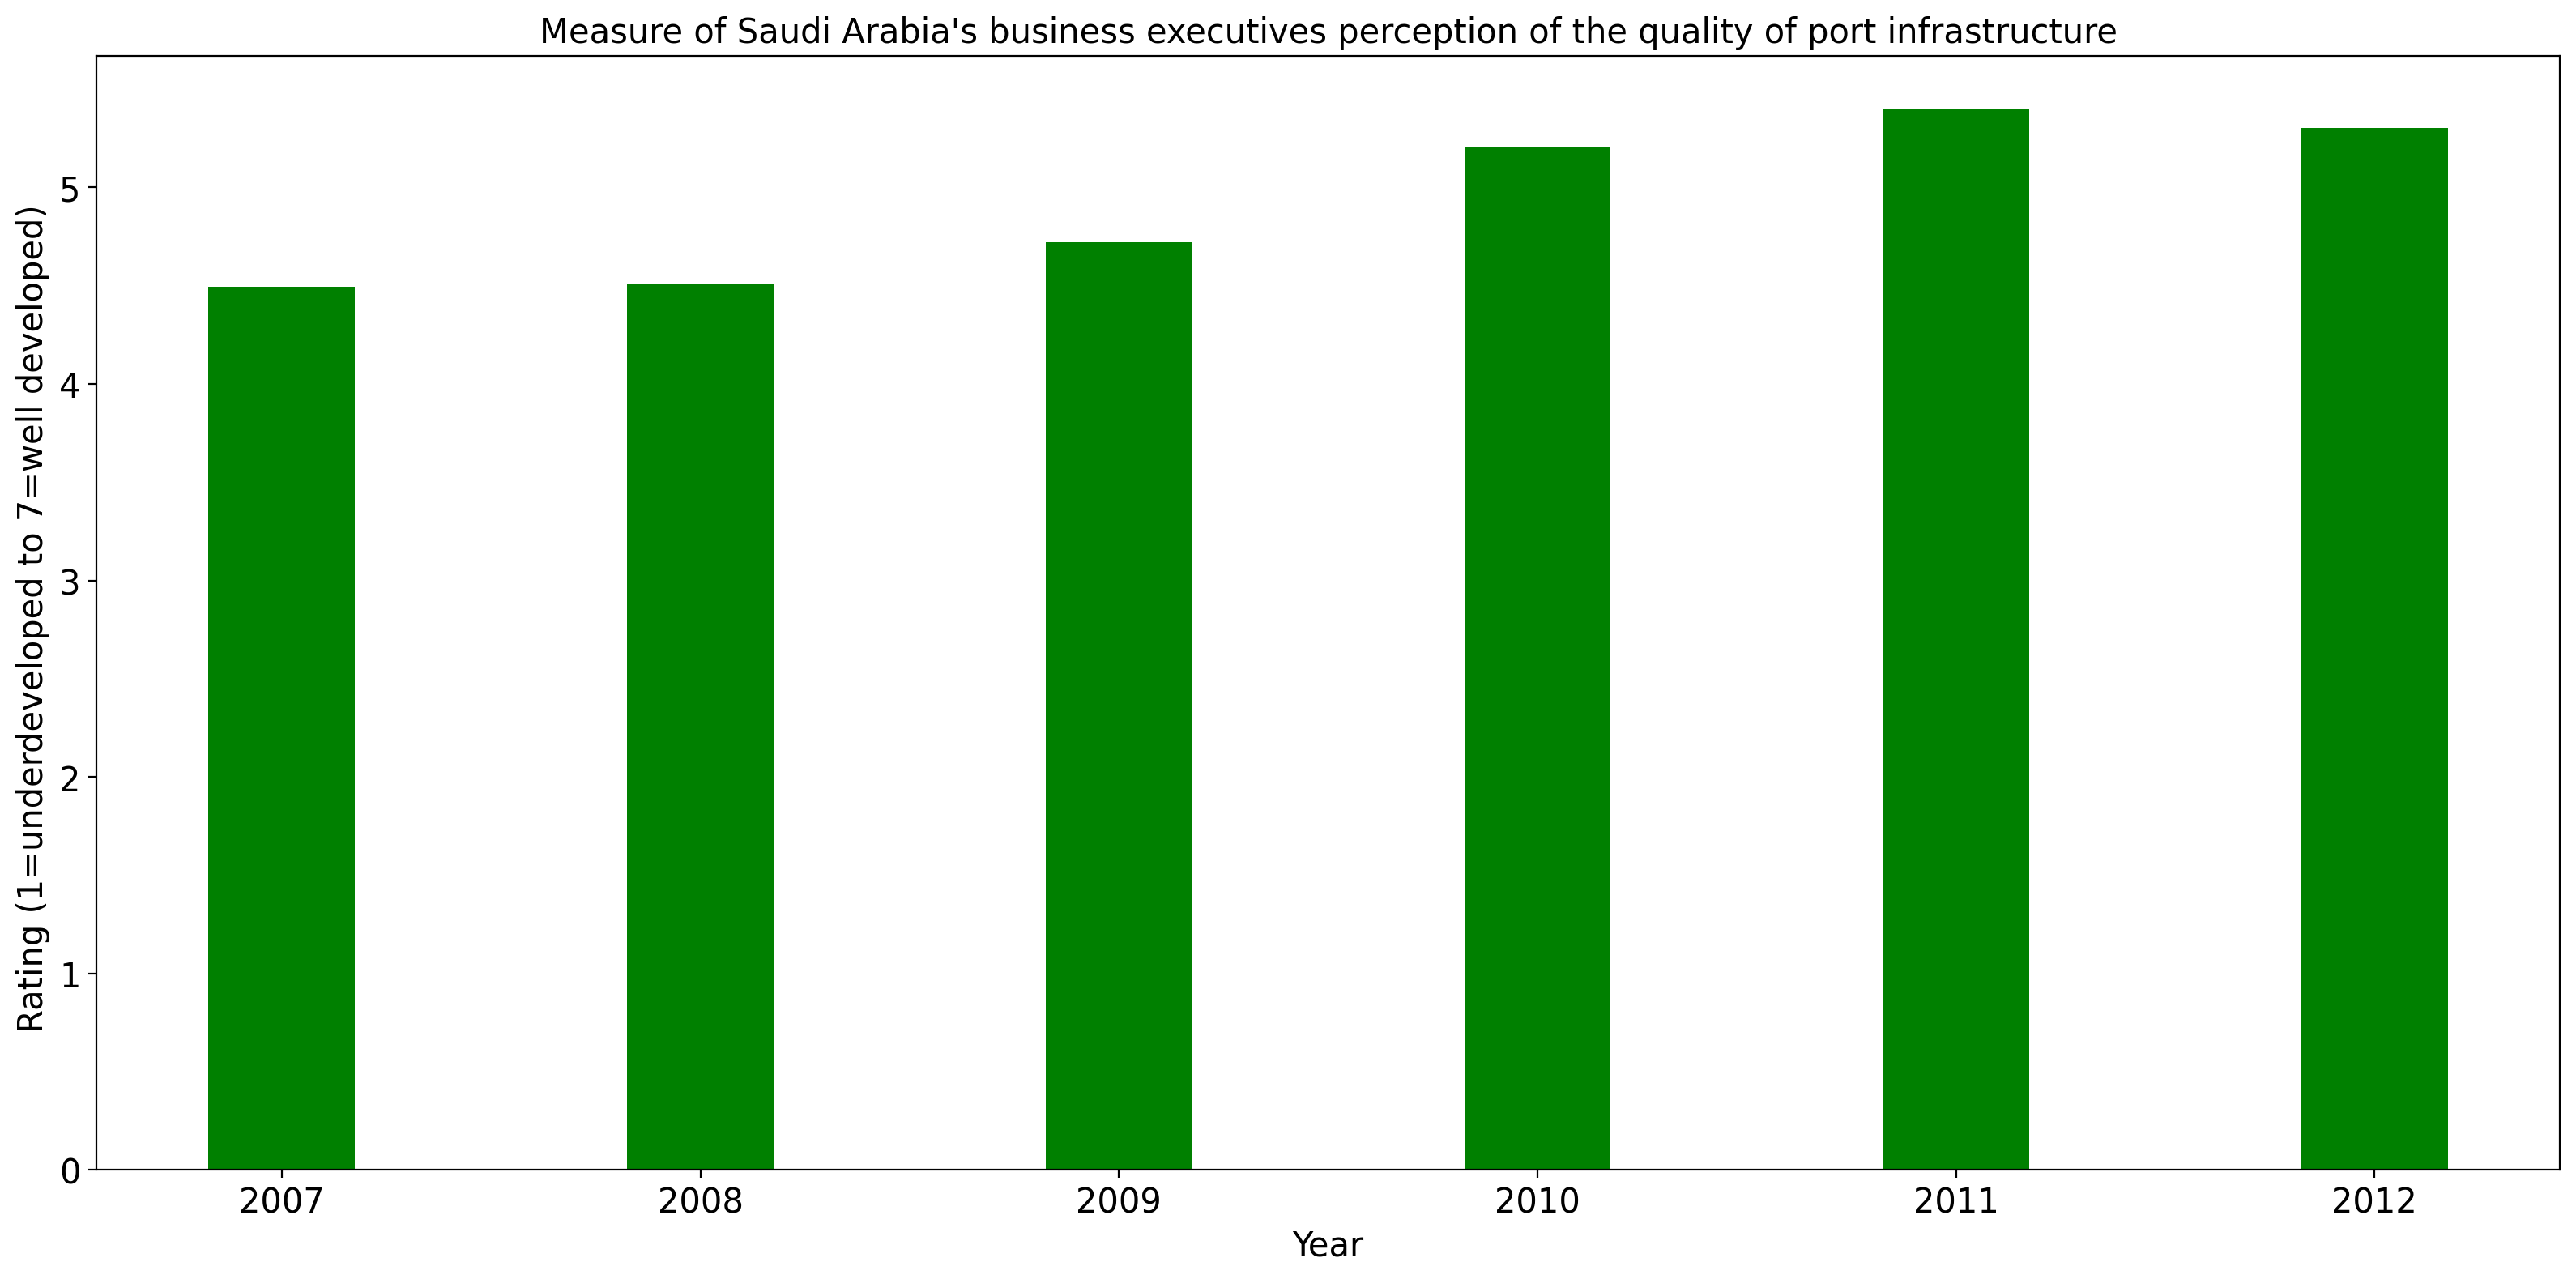 Measure of Saudi Arabia's business executives perception of the quality of port infrastructure
Rating (1=underdeveloped to 7=well developed)
5
4
3
2
1
0
2007 2008 2009 2010 2011 2012
Year